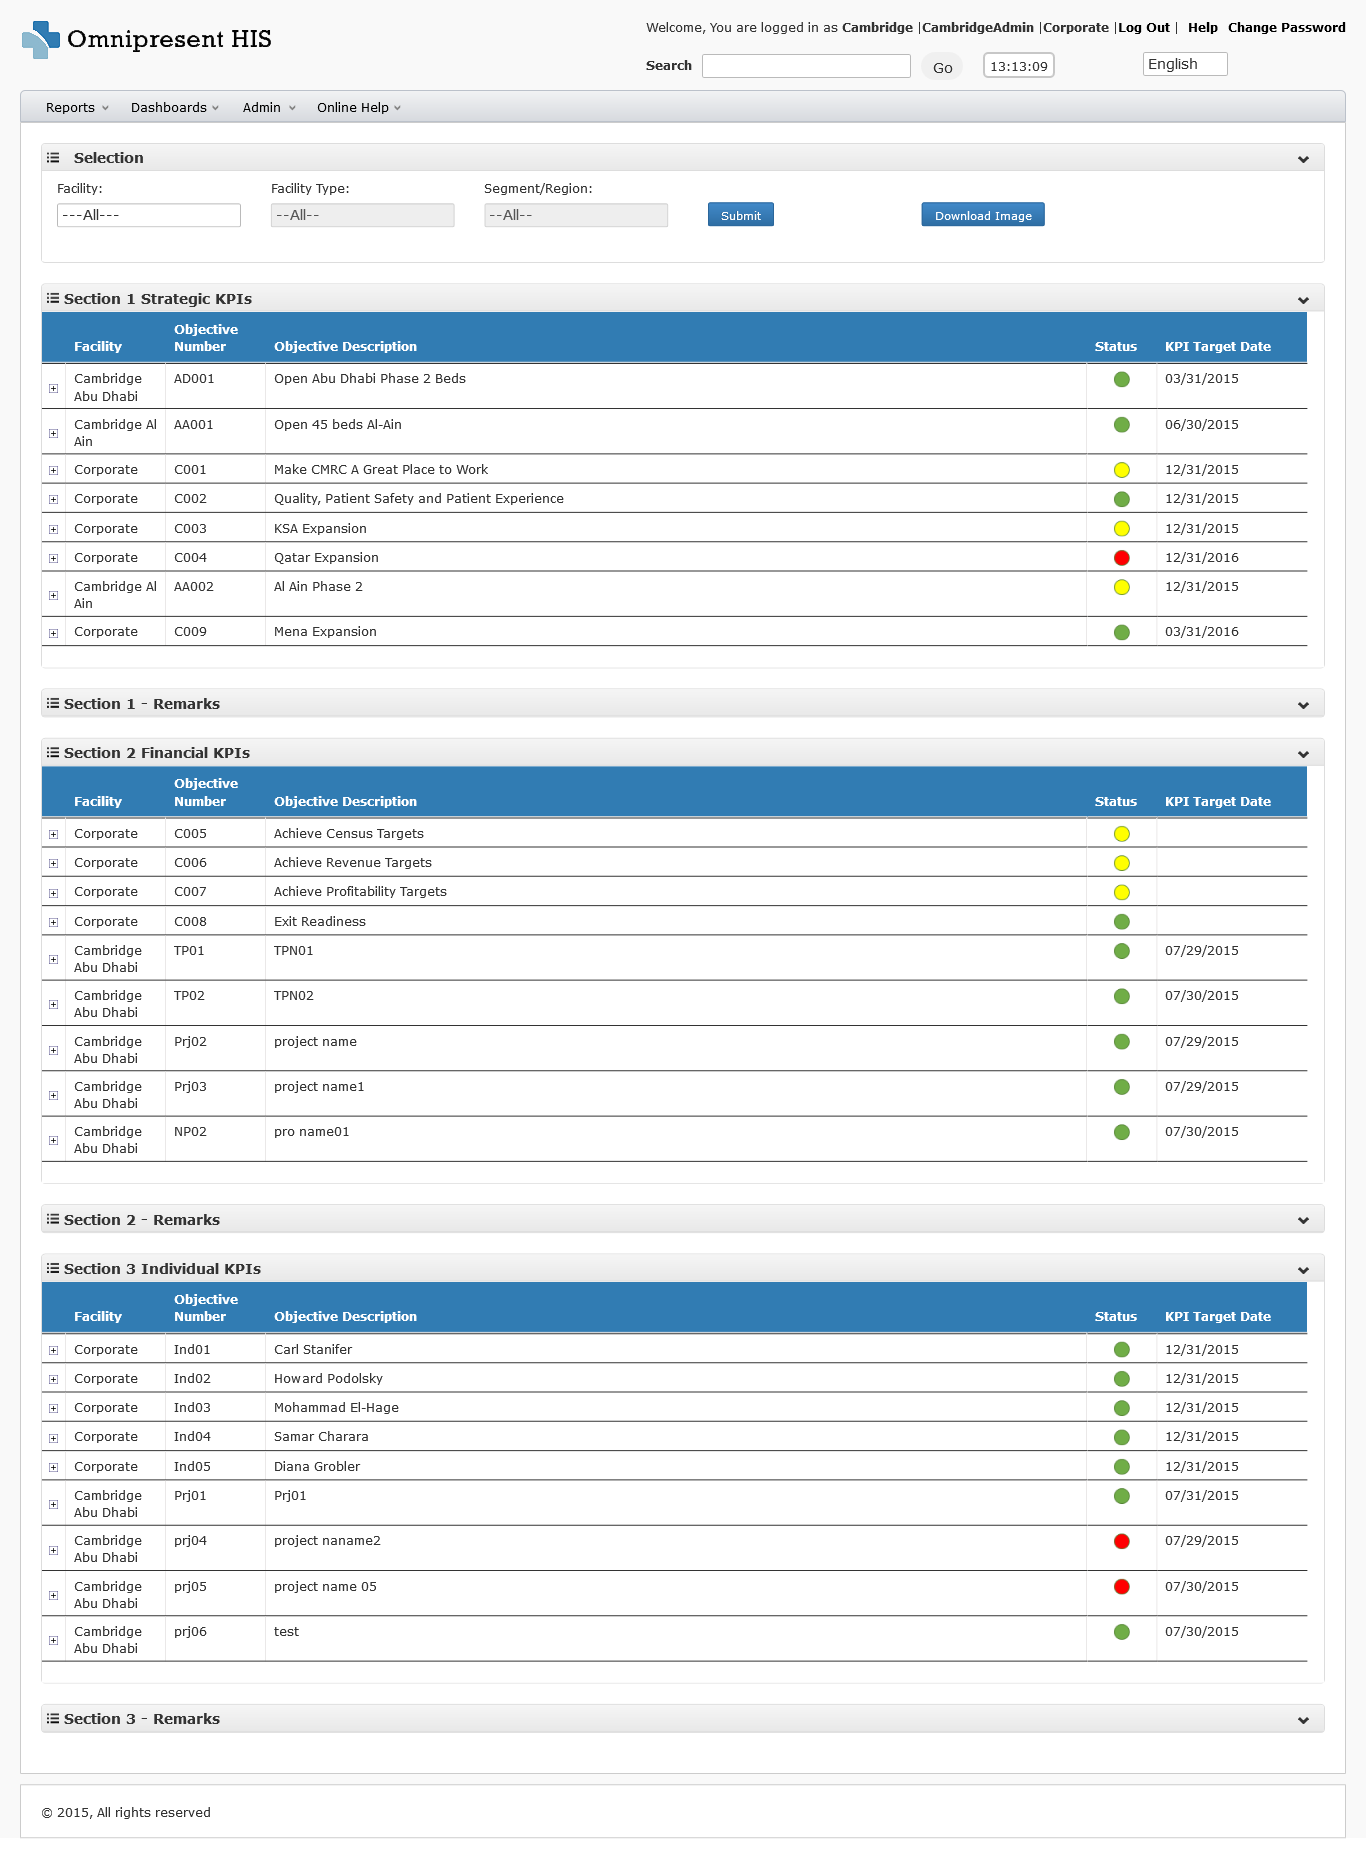 Omnipresent HIS
Welcome, You are logged in as Cambridge |CambridgeAdmin |Corporate |Log Out | Help Change Password
Search Go 13:13:09 English
Reports Dashboards Admin Online Help
Selection
Facility: Facility Type: Segment/Region:
---All--- --All-- --All-- Submit Download Image
Section 1 Strategic KPIs
Objective
Facility Number Objective Description Status KPI Target Date
Cambridge AD001 Open Abu Dhabi Phase 2 Beds 03/31/2015
Abu Dhabi
Cambridge Al AA001 Open 45 beds Al-Ain 06/30/2015
Ain
Corporate C001 Make CMRC A Great Place to Work 12/31/2015
Corporate C002 Quality, Patient Safety and Patient Experience 12/31/2015
Corporate C003 KSA Expansion 12/31/2015
Corporate C004 Qatar Expansion 12/31/2016
Cambridge Al AA002 Al Ain Phase 2 12/31/2015
Ain
Corporate C009 Mena Expansion 03/31/2016
Section 1 - Remarks
Section 2 Financial KPIs
Objective
Facility Number Objective Description Status KPI Target Date
Corporate C005 Achieve Census Targets
Corporate C006 Achieve Revenue Targets
Corporate C007 Achieve Profitability Targets
Corporate C008 Exit Readiness
Cambridge TP01 TPN01 07/29/2015
Abu Dhabi
Cambridge TP02 TPN02 07/30/2015
Abu Dhabi
Cambridge Prj02 project name 07/29/2015
Abu Dhabi
Cambridge Prj03 project name1 07/29/2015
Abu Dhabi
Cambridge NP02 pro name01 07/30/2015
Abu Dhabi
Section 2 - Remarks
Section 3 Individual KPIs
Objective
Facility Number Objective Description Status KPI Target Date
Corporate Ind01 Carl Stanifer 12/31/2015
Corporate Ind02 Howard Podolsky 12/31/2015
Corporate Ind03 Mohammad El-Hage 12/31/2015
Corporate Ind04 Samar Charara 12/31/2015
Corporate Ind05 Diana Grobler 12/31/2015
Cambridge Prj01 Prj01 07/31/2015
Abu Dhabi
Cambridge prj04 project naname2 07/29/2015
Abu Dhabi
Cambridge prj05 project name 05 07/30/2015
Abu Dhabi
Cambridge prj06 test 07/30/2015
Abu Dhabi
Section 3 - Remarks
© 2015, All rights reserved